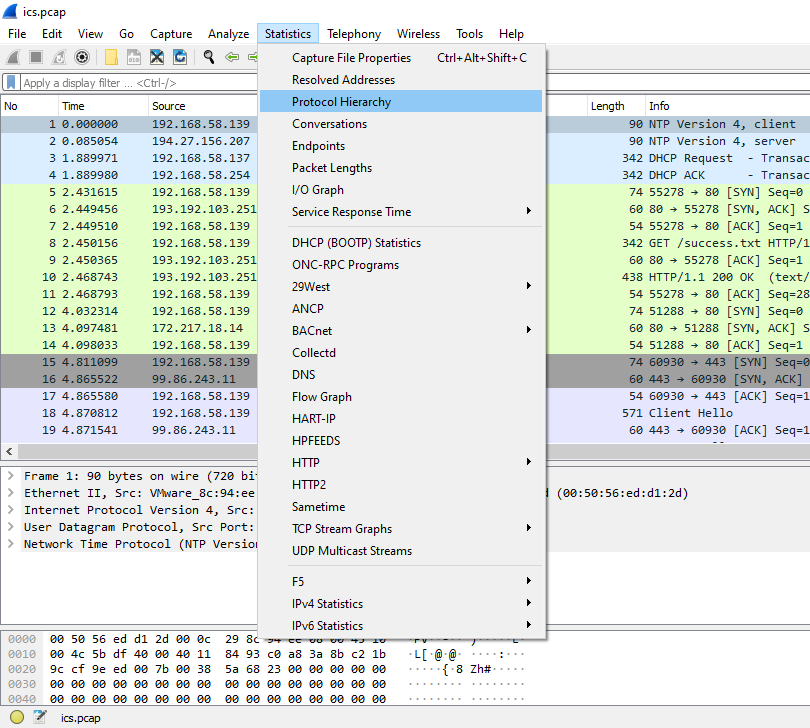 ics.pcap
File Edit View Go Capture Analyze Statistics Telephony Wireless Tools Help
Apply a display filter ... <Ctrl-/>
Capture File Properties Ctrl+Alt+Shift+C
Resolved Addresses
Protocol Hierarchy
Conversations
Endpoints
Packet Lengths
I/O Graph
Service Response Time
DHCP (BOOTP) Statistics
ONC-RPC Programs
29West
ANCP
BACnet
Collectd
DNS
Flow Graph
HART-IP
HPFEEDS
HTTP
HTTP2
Sametime
TCP Stream Graphs
UDP Multicast Streams
F5
IPv4 Statistics
IPv6 Statistics
No Time Source Length Info
1 0.000000 192.168.58.139 90 NTP Version 4, client
2 0.085054 194.27.156.207 90 NTP Version 4, server
3 1.889971 192.168.58.137 342 DHCP Request - Transac
4 1.889980 192.168.58.254 342 DHCP ACK - Transac
5 2.431615 192.168.58.139 74 55278 → 80 [SYN] Seq=0
6 2.449456 193.192.103.251 60 80 → 55278 [SYN, ACK] S
7 2.449510 192.168.58.139 54 55278 → 80 [ACK] Seq=1
8 2.450156 192.168.58.139 342 GET /success.txt HTTP/1
9 2.450365 193.192.103.251 60 80 → 55278 [ACK] Seq=1
10 2.468743 193.192.103.251 438 HTTP/1.1 200 OK (text/
11 2.468793 192.168.58.139 54 55278 → 80 [ACK] Seq=28
12 4.032314 192.168.58.139 74 51288 → 80 [SYN] Seq=0
13 4.097481 172.217.18.14 60 80 → 51288 [SYN, ACK] S
14 4.098033 192.168.58.139 54 51288 → 80 [ACK] Seq=1
15 4.811099 192.168.58.139 74 60930 → 443 [SYN] Seq=0
16 4.865522 99.86.243.11 60 443 → 60930 [SYN, ACK]
17 4.865580 192.168.58.139 54 60930 → 443 [ACK] Seq=1
18 4.870812 192.168.58.139 571 Client Hello
19 4.871541 99.86.243.11 60 443 → 60930 [ACK] Seq=1
Frame 1: 90 bytes on wire (720 bi
Ethernet II, Src: VMware_8c:94:ee d (00:50:56:ed:d1:2d)
Internet Protocol Version 4, Src:
User Datagram Protocol, Src Port:
Network Time Protocol (NTP Version
0000 00 50 56 ed d1 2d 00 0c 29 8c 94 ee 08 00 45 10
0010 00 4c 5b df 40 00 40 11 84 93 c0 a8 3a 8b c2 1b ·L[·@·@· ····:···
0020 9c cf 9e ed 00 7b 00 38 5a 68 23 00 00 00 00 00 ·····{·8 Zh#·····
0030 00 00 00 00 00 00 00 00 00 00 00 00 00 00 00 00 ········ ········
0040 00 00 00 00 00 00 00 00 00 00 00 00 00 00 00 00 ········ ········
ics.pcap